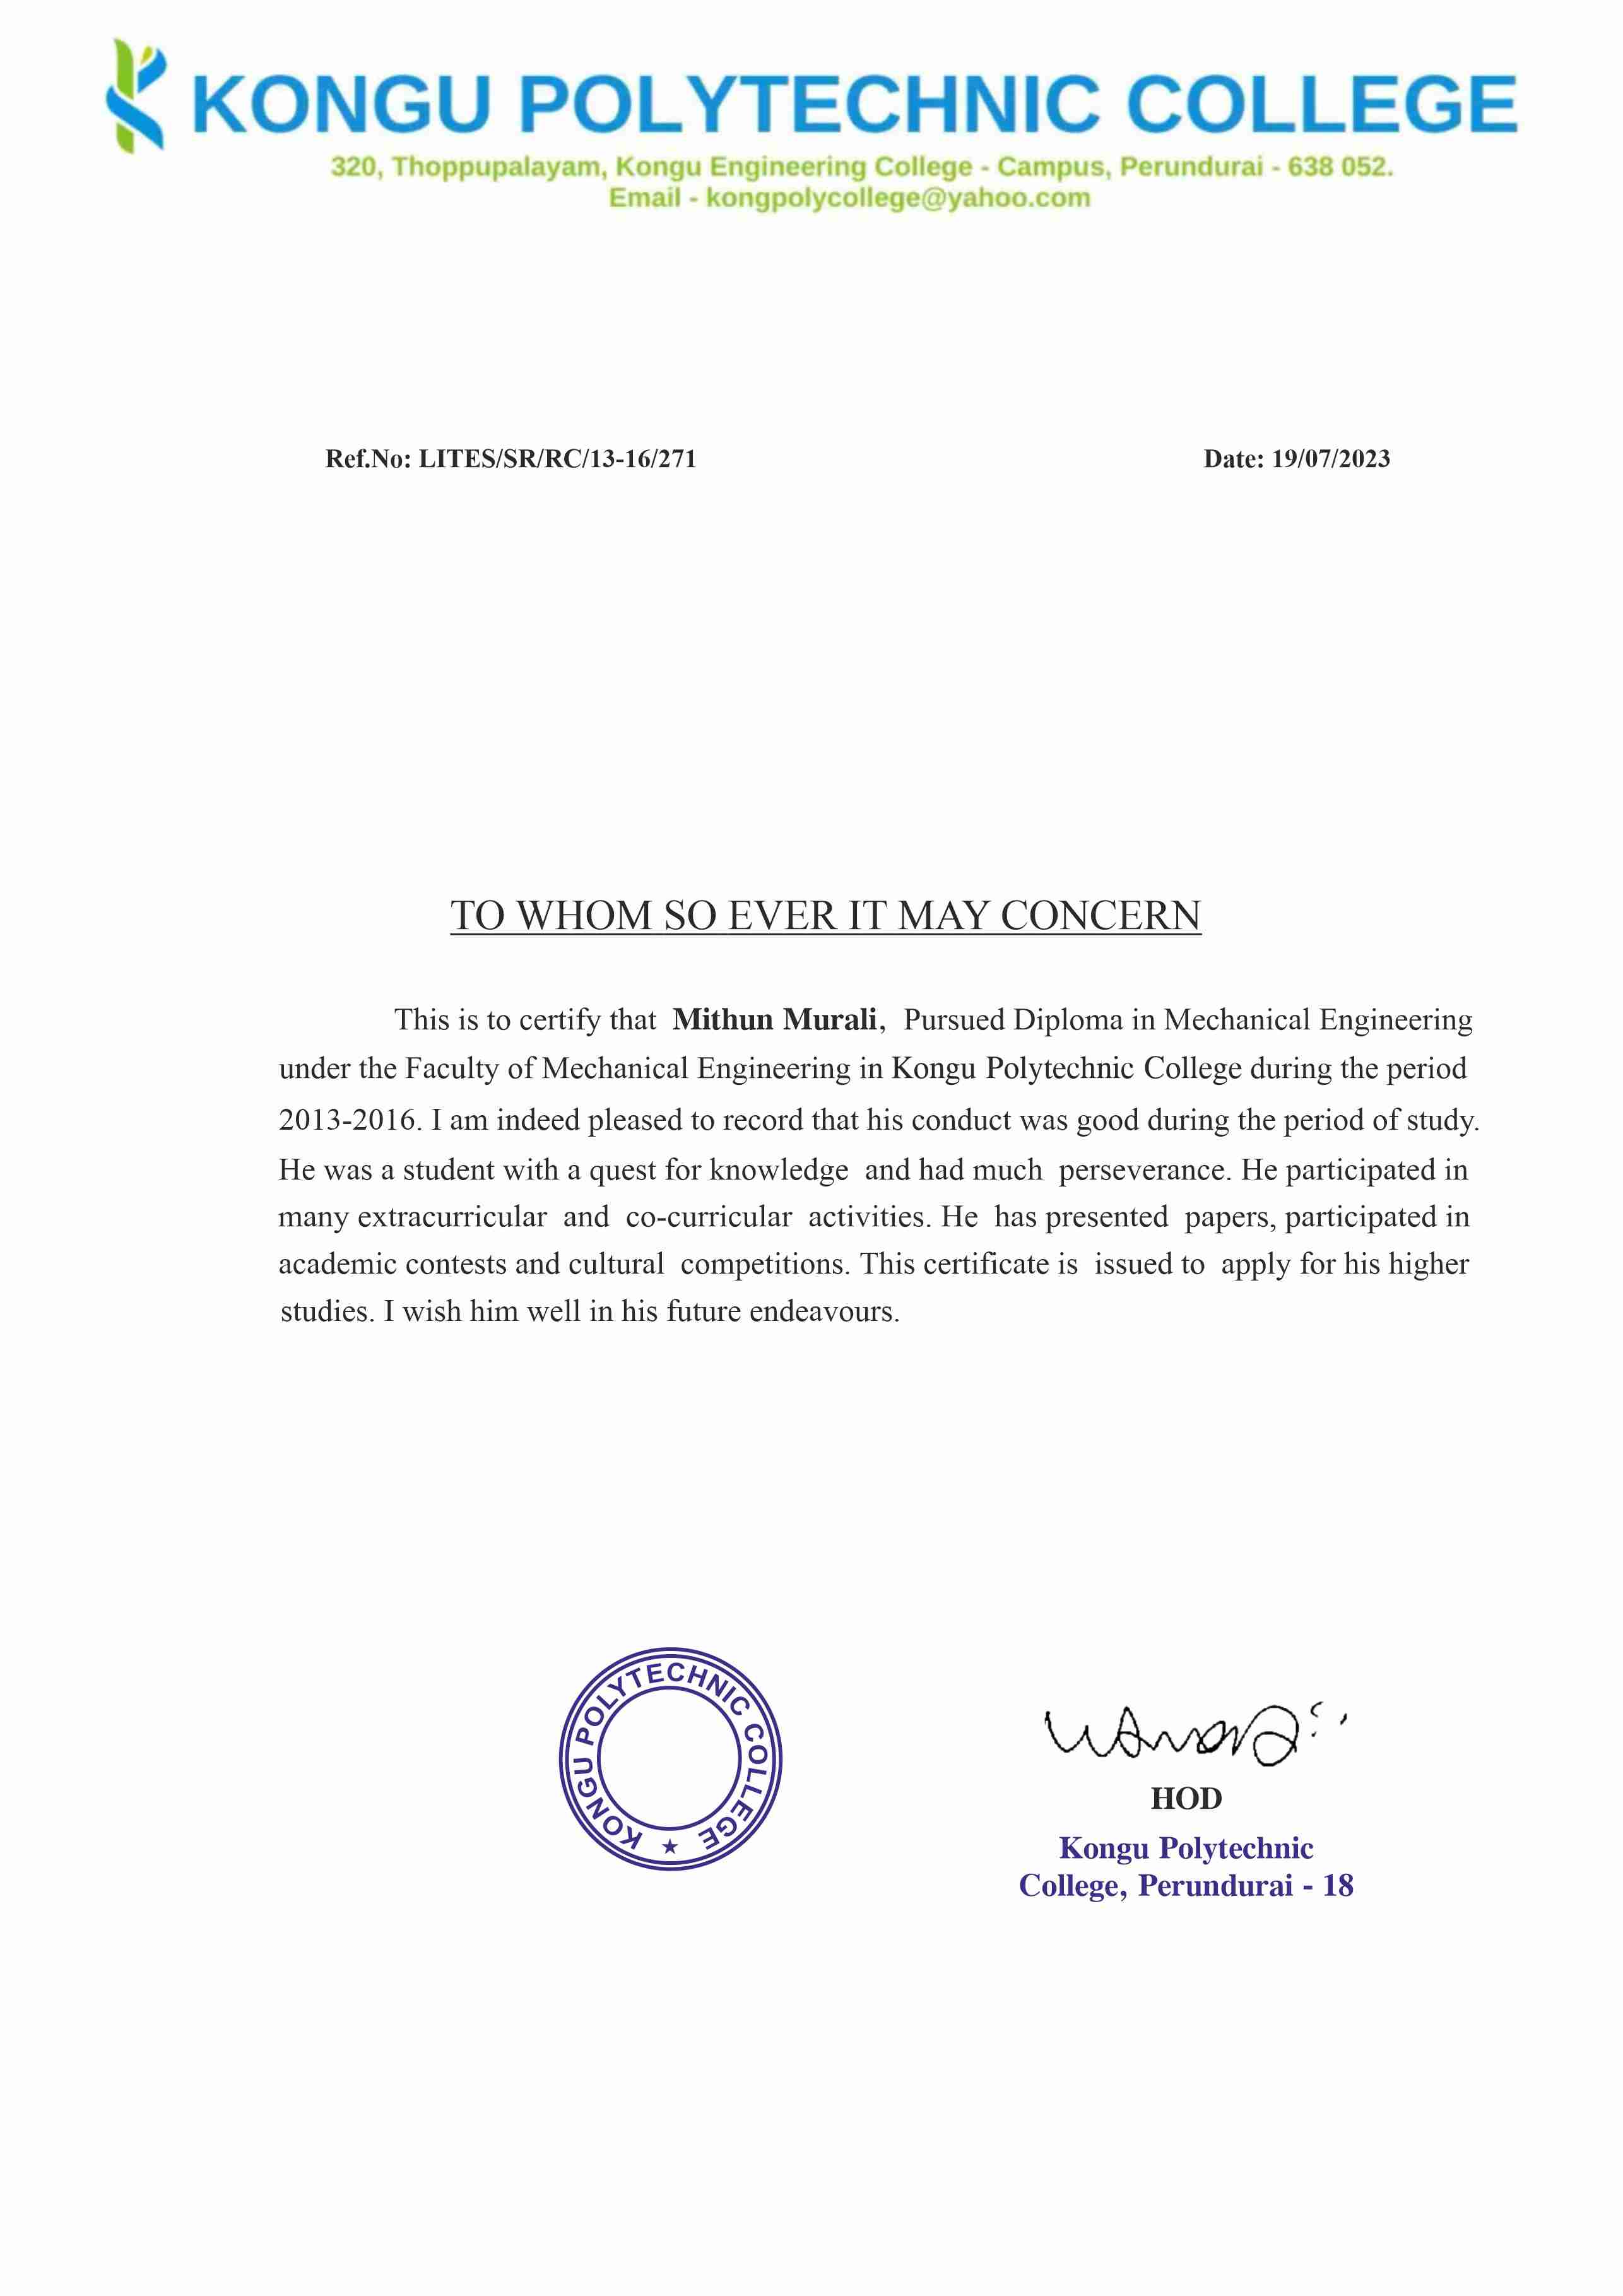 KONGU POLYTECHNIC COLLEGE
320, Thoppupalayam, Kongu Engineering College - Campus, Perundurai - 638 052.
Email - kongpolycollege@yahoo.com
Ref.No: LITES/SR/RC/13-16/271 Date: 19/07/2023
TO WHOM SO EVER IT MAY CONCERN
This is to certify that Mithun Murali, Pursued Diploma in Mechanical Engineering
under the Faculty of Mechanical Engineering in Kongu Polytechnic College during the period
2013-2016. I am indeed pleased to record that his conduct was good during the period of study.
He was a student with a quest for knowledge and had much perseverance. He participated in
many extracurricular and co-curricular activities. He has presented papers, participated in
academic contests and cultural competitions. This certificate is issued to apply for his higher
studies. I wish him well in his future endeavours.
KONGU POLYTECHNIC COLLEGE ★
HOD
Kongu Polytechnic
College, Perundurai - 18